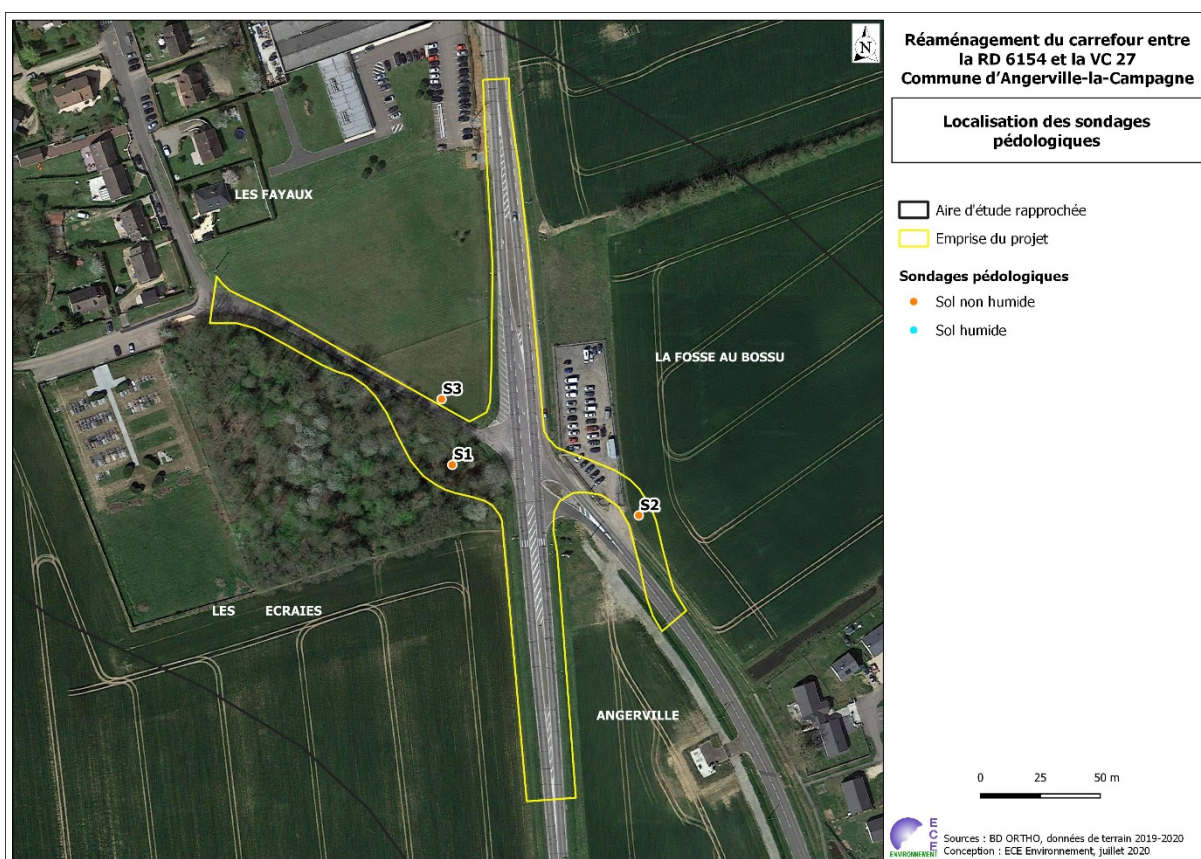 Réaménagement du carrefour entre
la RD 6154 et la VC 27
Commune d'Angerville-la-Campagne
Localisation des sondages
pédologiques
Aire d'étude rapprochée
Emprise du projet
Sondages pédologiques
Sol non humide
Sol humide
N
LES FAYAUX
LA FOSSE AU BOSSU
S3
S1
S2
LES ECRAIES
ANGERVILLE
0 25 50 m
ECE
ENVIRONNEMENT
Sources : BD ORTHO, données de terrain 2019-2020
Conception : ECE Environnement, juillet 2020